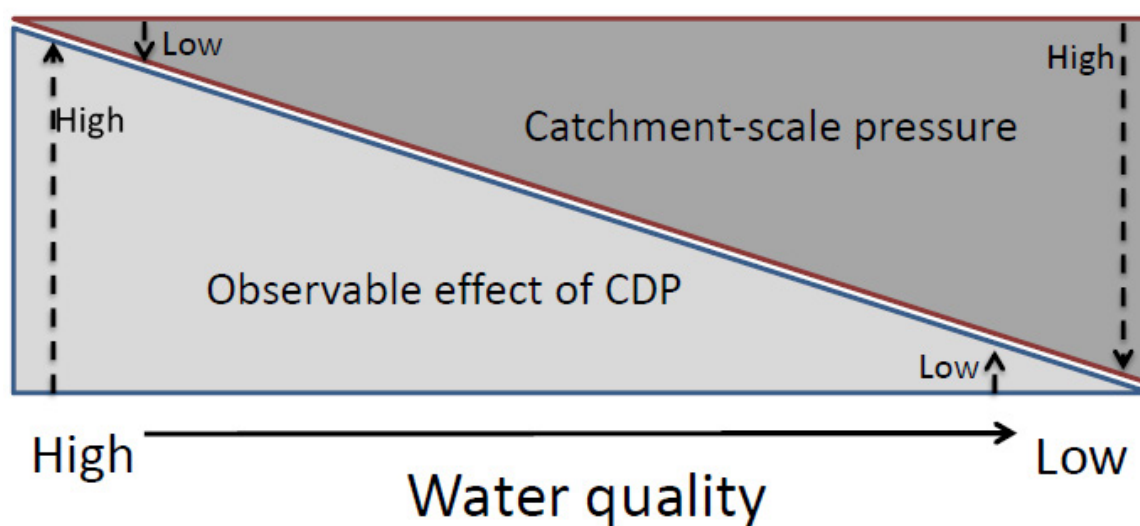 Low
High
High
Catchment-scale pressure
Observable effect of CDP
Low
High
Low
Water quality